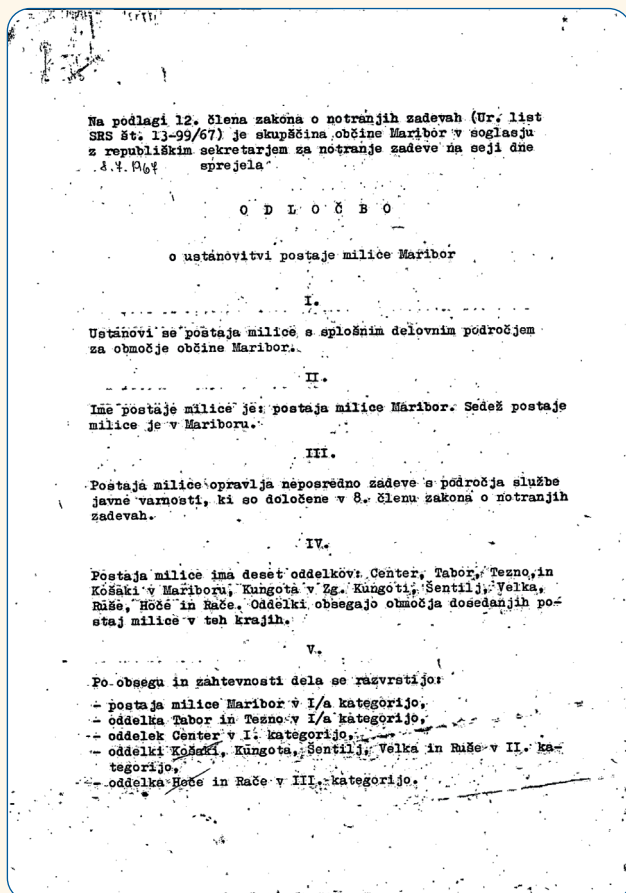 Na podlagi 12. člena zakona o notranjih zadevah (Ur. list
SRS št. 13-99/67) je skupščina občine Maribor v soglasju
z republiškim sekretarjem za notranje zadeve na seji dne
8.7.1967 sprejela
O D L O Č B O
o ustanovitvi postaje milice Maribor
I.
Ustanovi se postaja milice s splošnim delovnim področjem
za območje občine Maribor.
II.
Ime postaje milice je: postaja milice Maribor. Sedež postaje
milice je v Mariboru.
III.
Postaja milice opravlja neposredno zadeve s področja službe
javne varnosti, ki so določene v 8. členu zakona o notranjih
zadevah.
IV.
Postaja milice ima deset oddelkov: Center, Tabor, Tezno in
Košaki v Mariboru, Kungota v Zg. Kungoti, Šentilj, Velka,
Ruše, Hoče in Rače. Oddelki obsegajo območja dosedanjih po-
staj milice v teh krajih.
V.
Po obsegu in zahtevnosti dela se razvrstijo:
- postaja milice Maribor v I/a kategorijo,
- oddelka Tabor in Tezno v I/a kategorijo,
- oddelek Center v I. kategorijo,
- oddelki Košaki, Kungota, Šentilj, Velka in Ruše v II. ka-
tegorijo,
- oddelka Hoče in Rače v III. kategorijo.